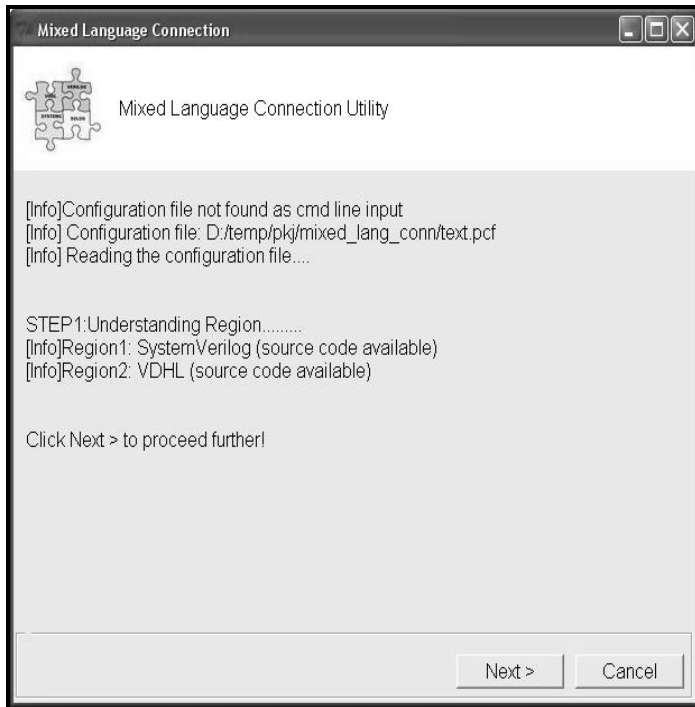 Mixed Language Connection
VERILOG
Mixed Language Connection Utility
[Info]Configuration file not found as cmd line input
[Info] Configuration file: D:/temp/pkj/mixed_lang_conn/text.pcf
[Info] Reading the configuration file....
STEP1:Understanding Region.........
[Info]Region1: SystemVerilog (source code available)
[Info]Region2: VDHL (source code available)
Click Next > to proceed further!
Next >
Cancel